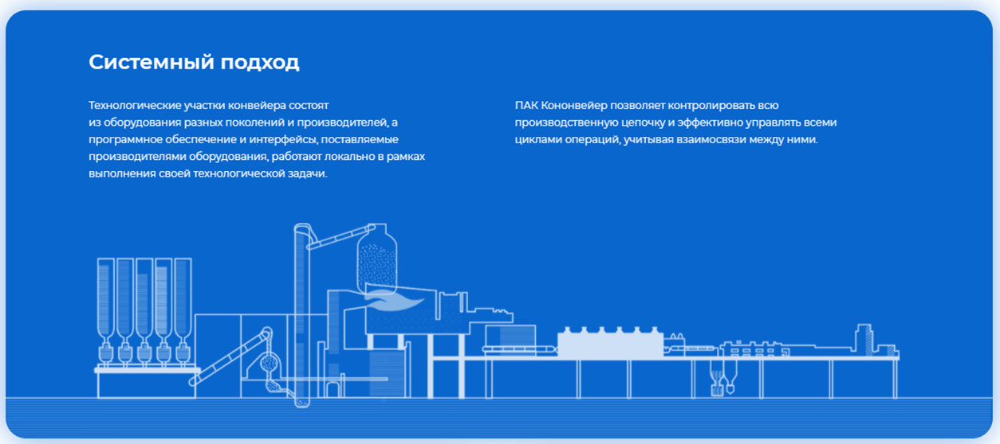 Системный подход
Технологические участки конвейера состоят
из оборудования разных поколений и производителей, а
программное обеспечение и интерфейсы, поставляемые
производителями оборудования, работают локально в рамках
выполнения своей технологической задачи.
ПАК Кононвейер позволяет контролировать всю
производственную цепочку и эффективно управлять всеми
циклами операций, учитывая взаимосвязи между ними.